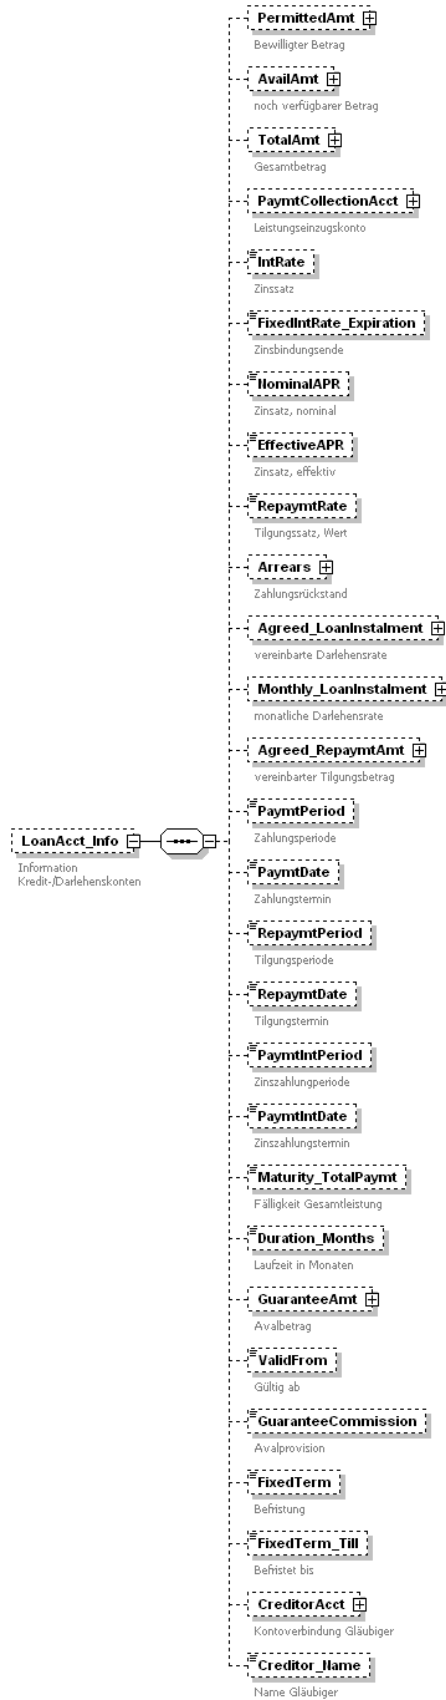 PermittedAmt
Bewilligter Betrag
AvailAmt
noch verfügbarer Betrag
TotalAmt
Gesamtbetrag
PaymtCollectionAcct
Leistungseinzugskonto
IntRate
Zinssatz
FixedIntRate_Expiration
Zinsbindungsende
NominalAPR
Zinsatz, nominal
EffectiveAPR
Zinsatz, effektiv
RepaymtRate
Tilgungssatz, Wert
Arrears
Zahlungsrückstand
Agreed_LoanInstalment
vereinbarte Darlehensrate
Monthly_LoanInstalment
monatliche Darlehensrate
Agreed_RepaymtAmt
vereinbarter Tilgungsbetrag
LoanAcct_Info
Information
Kredit-/Darlehenskonten
PaymtPeriod
Zahlungsperiode
PaymtDate
Zahlungstermin
RepaymtPeriod
Tilgungsperiode
RepaymtDate
Tilgungstermin
PaymtIntPeriod
Zinszahlungperiode
PaymtIntDate
Zinszahlungstermin
Maturity_TotalPaymt
Fälligkeit Gesamtleistung
Duration_Months
Laufzeit in Monaten
GuaranteeAmt
Avalbetrag
ValidFrom
Gültig ab
GuaranteeCommission
Avalprovision
FixedTerm
Befristung
FixedTerm_Till
Befristet bis
CreditorAcct
Kontoverbindung Gläubiger
Creditor_Name
Name Gläubiger